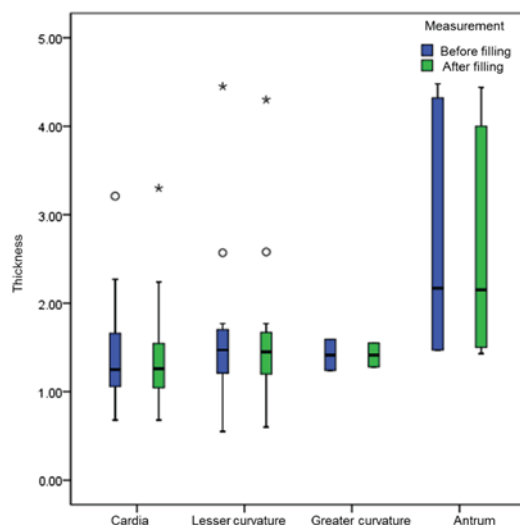 Measurement
Before filling
After filling
5.00
4.00
3.00
2.00
1.00
0.00
Thickness
Cardia
Lesser curvature
Greater curvature
Antrum